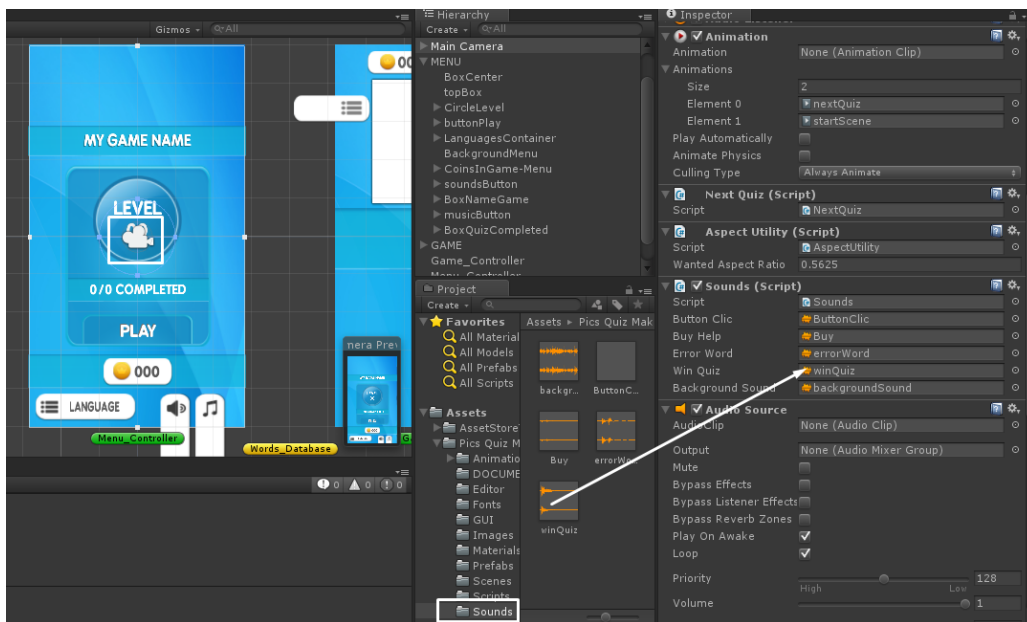 Gizmos
All
MY GAME NAME
LEVEL
0/0 COMPLETED
PLAY
000
LANGUAGE
Menu_Controller
Words_Database
00
0
0
0
Hierarchy
Create
All
Main Camera
MENU
BoxCenter
topBox
CircleLevel
buttonPlay
LanguagesContainer
BackgroundMenu
CoinsInGame-Menu
soundsButton
BoxNameGame
musicButton
BoxQuizCompleted
GAME
Game_Controller
Menu_Controller
Project
Create
Favorites
All Material
All Models
All Prefabs
All Scripts
Assets
AssetStore
Pics Quiz M
Animatio
DOCUME
Editor
Fonts
GUI
Images
Materials
Prefabs
Scenes
Scripts
Sounds
Assets Pics Quiz Mak
backgr... ButtonC...
Buy errorWo...
winQuiz
Inspector
Animation
Animation None (Animation Clip)
Animations
Size 2
Element 0 nextQuiz
Element 1 startScene
Play Automatically
Animate Physics
Culling Type Always Animate
Next Quiz (Script)
Script NextQuiz
Aspect Utility (Script)
Script AspectUtility
Wanted Aspect Ratio 0.5625
Sounds (Script)
Script Sounds
Button Clic ButtonClic
Buy Help Buy
Error Word errorWord
Win Quiz winQuiz
Background Sound backgroundSound
Audio Source
AudioClip None (Audio Clip)
Output None (Audio Mixer Group)
Mute
Bypass Effects
Bypass Listener Effects
Bypass Reverb Zones
Play On Awake
Loop
Priority 128
High Low
Volume 1